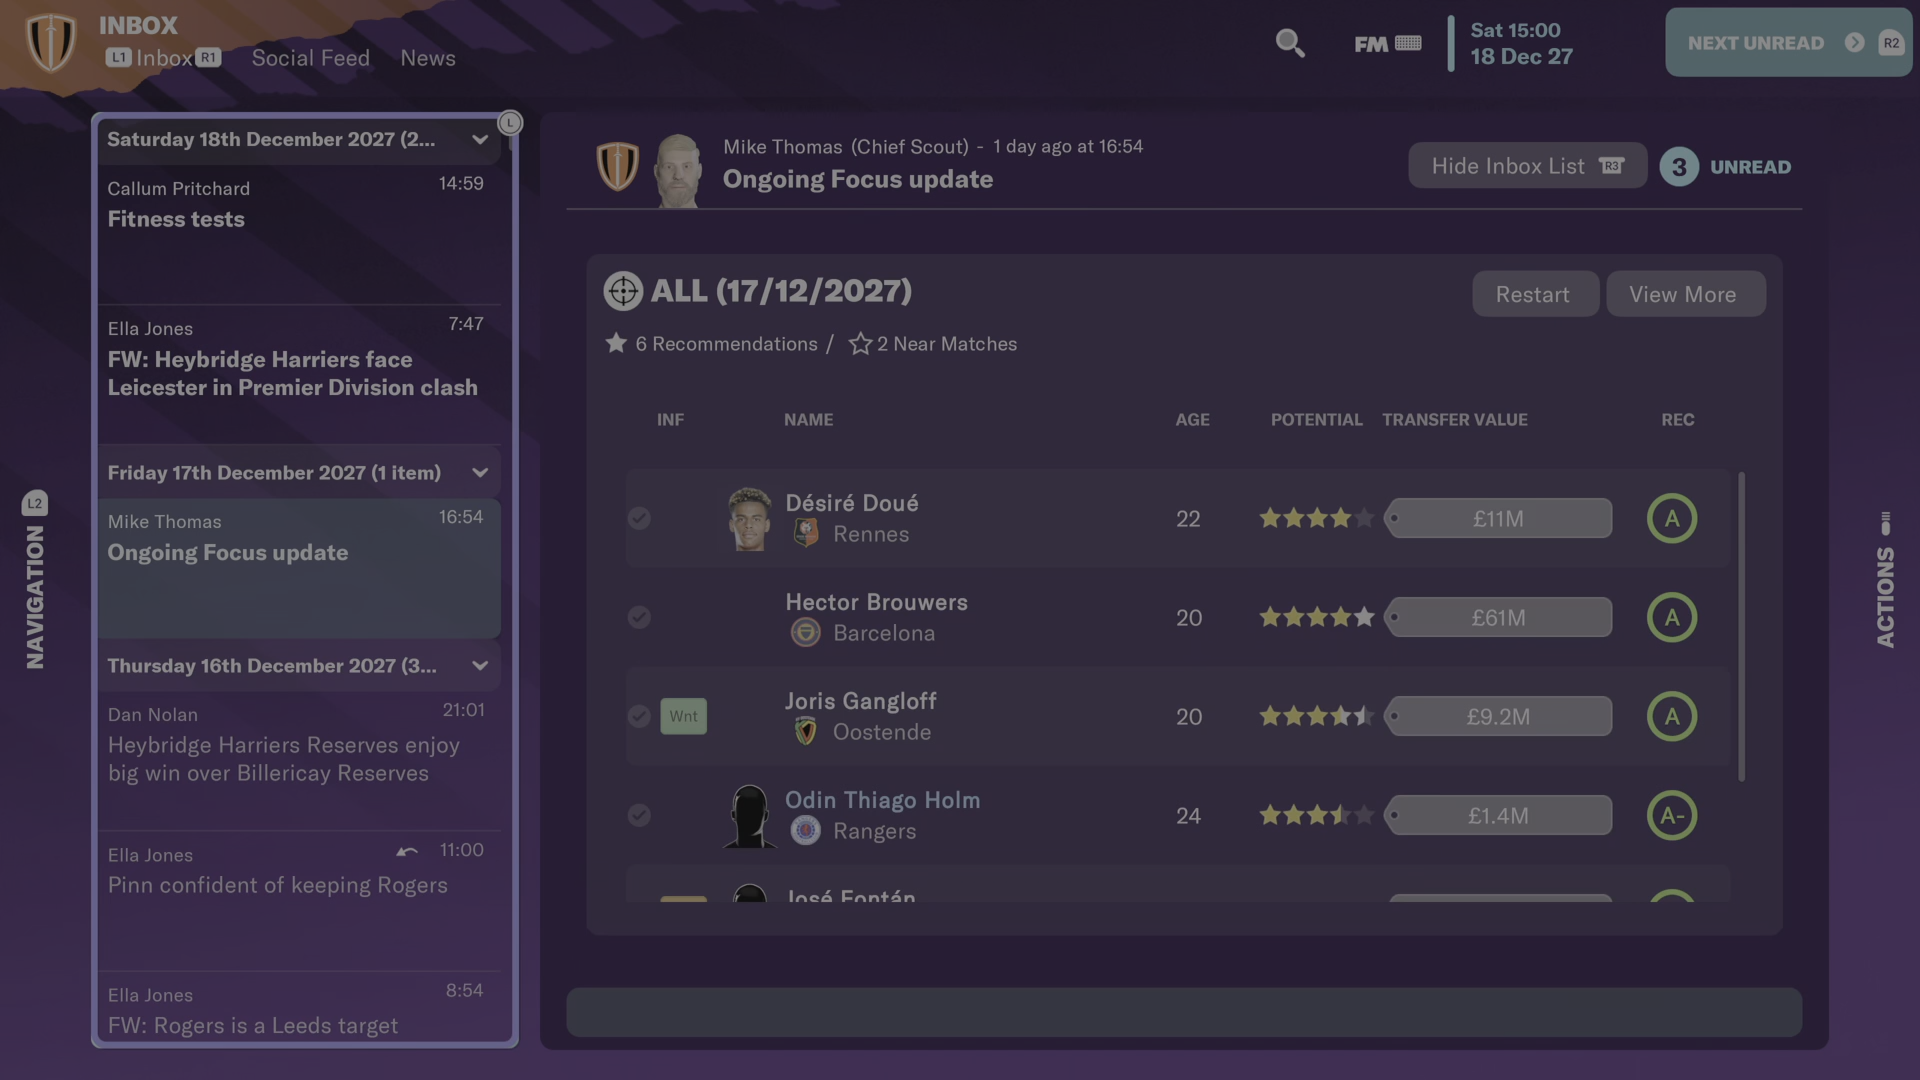 INBOX
L1 Inbox R1 Social Feed News
FM
Sat 15:00
18 Dec 27
NEXT UNREAD R2
L
Saturday 18th December 2027 (2...
Callum Pritchard 14:59
Fitness tests
Ella Jones 7:47
FW: Heybridge Harriers face
Leicester in Premier Division clash
Friday 17th December 2027 (1 item)
Mike Thomas 16:54
Ongoing Focus update
Thursday 16th December 2027 (3...
Dan Nolan 21:01
Heybridge Harriers Reserves enjoy
big win over Billericay Reserves
Ella Jones 11:00
Pinn confident of keeping Rogers
Ella Jones 8:54
FW: Rogers is a Leeds target
L2
NAVIGATION
Mike Thomas (Chief Scout) - 1 day ago at 16:54
Ongoing Focus update
Hide Inbox List R3
3 UNREAD
ALL (17/12/2027)
Restart View More
6 Recommendations / 2 Near Matches
INF NAME AGE POTENTIAL TRANSFER VALUE REC
Désiré Doué
Rennes
22 £11M A
Hector Brouwers
Barcelona
20 £61M A
Wnt
Joris Gangloff
Oostende
20 £9.2M A
Odin Thiago Holm
Rangers
24 £1.4M A-
José Fontán
ACTIONS